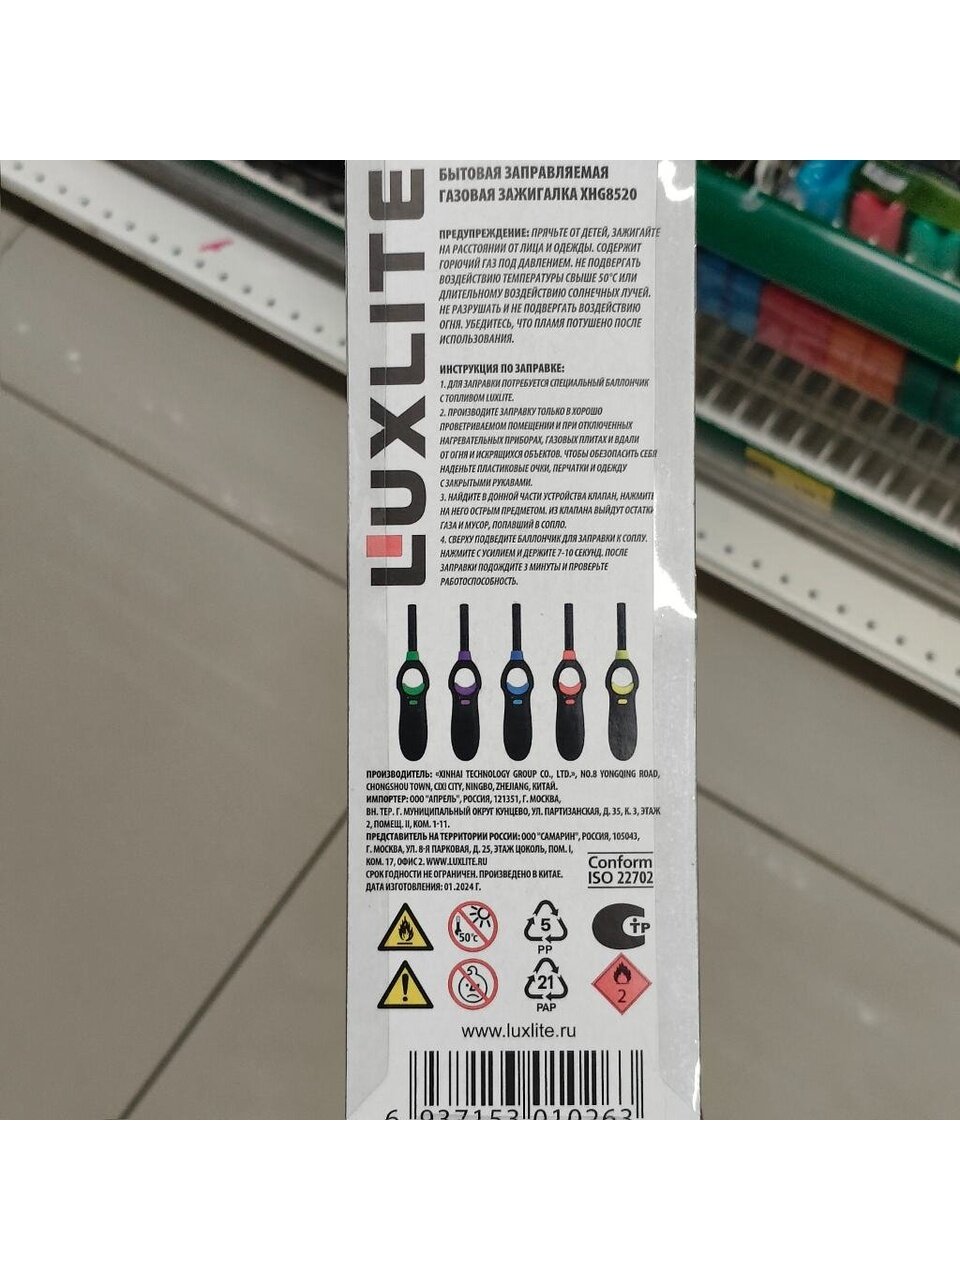 LUXLITE
БЫТОВАЯ ЗАПРАВЛЯЕМАЯ
ГАЗОВАЯ ЗАЖИГАЛКА XHG8520
ПРЕДУПРЕЖДЕНИЕ: ПРЯЧЬТЕ ОТ ДЕТЕЙ, ЗАЖИГАЙТЕ
НА РАССТОЯНИИ ОТ ЛИЦА И ОДЕЖДЫ. СОДЕРЖИТ
ГОРЮЧИЙ ГАЗ ПОД ДАВЛЕНИЕМ. НЕ ПОДВЕРГАТЬ
ВОЗДЕЙСТВИЮ ТЕМПЕРАТУРЫ СВЫШЕ 50°С ИЛИ
ДЛИТЕЛЬНОМУ ВОЗДЕЙСТВИЮ СОЛНЕЧНЫХ ЛУЧЕЙ.
НЕ РАЗРУШАТЬ И НЕ ПОДВЕРГАТЬ ВОЗДЕЙСТВИЮ
ОГНЯ. УБЕДИТЕСЬ, ЧТО ПЛАМЯ ПОТУШЕНО ПОСЛЕ
ИСПОЛЬЗОВАНИЯ.
ИНСТРУКЦИЯ ПО ЗАПРАВКЕ:
1. ДЛЯ ЗАПРАВКИ ПОТРЕБУЕТСЯ СПЕЦИАЛЬНЫЙ БАЛЛОНЧИК
С ТОПЛИВОМ LUXLITE.
2. ПРОИЗВОДИТЕ ЗАПРАВКУ ТОЛЬКО В ХОРОШО
ПРОВЕТРИВАЕМОМ ПОМЕЩЕНИИ И ПРИ ОТКЛЮЧЕННЫХ
НАГРЕВАТЕЛЬНЫХ ПРИБОРАХ, ГАЗОВЫХ ПЛИТАХ И ВДАЛИ
ОТ ОГНЯ И ИСКРЯЩИХСЯ ОБЪЕКТОВ. ЧТОБЫ ОБЕЗОПАСИТЬ СЕБЯ
НАДЕНЬТЕ ПЛАСТИКОВЫЕ ОЧКИ, ПЕРЧАТКИ И ОДЕЖДУ
С ЗАКРЫТЫМИ РУКАВАМИ.
3. НАЙДИТЕ В ДОННОЙ ЧАСТИ УСТРОЙСТВА КЛАПАН, НАЖМИТЕ
НА НЕГО ОСТРЫМ ПРЕДМЕТОМ. ИЗ КЛАПАНА ВЫЙДУТ ОСТАТКИ
ГАЗА И МУСОР, ПОПАВШИЙ В СОПЛО.
4. СВЕРХУ ПОДВЕДИТЕ БАЛЛОНЧИК ДЛЯ ЗАПРАВКИ К СОПЛУ.
НАЖМИТЕ С УСИЛИЕМ И ДЕРЖИТЕ 7-10 СЕКУНД. ПОСЛЕ
ЗАПРАВКИ ПОДОЖДИТЕ 3 МИНУТЫ И ПРОВЕРЬТЕ
РАБОТОСПОСОБНОСТЬ.
ПРОИЗВОДИТЕЛЬ: «XINHAI TECHNOLOGY GROUP CO., LTD.», NO.8 YONGQING ROAD,
CHONGSHOU TOWN, CIXI CITY, NINGBO, ZHEJIANG, КИТАЙ.
ИМПОРТЕР: ООО "АПРЕЛЬ", РОССИЯ, 121351, Г. МОСКВА,
ВН. ТЕР. Г. МУНИЦИПАЛЬНЫЙ ОКРУГ КУНЦЕВО, УЛ. ПАРТИЗАНСКАЯ, Д. 35, К. 3, ЭТАЖ
2, ПОМЕЩ. II, КОМ. 1-11.
ПРЕДСТАВИТЕЛЬ НА ТЕРРИТОРИИ РОССИИ: ООО "САМАРИН", РОССИЯ, 105043,
Г. МОСКВА, УЛ. 8-Я ПАРКОВАЯ, Д. 25, ЭТАЖ ЦОКОЛЬ, ПОМ. I,
КОМ. 17, ОФИС 2. WWW.LUXLITE.RU
СРОК ГОДНОСТИ НЕ ОГРАНИЧЕН. ПРОИЗВЕДЕНО В КИТАЕ.
ДАТА ИЗГОТОВЛЕНИЯ: 01.2024 Г.
Conform
ISO 22702
50°С
5
PP
СТР
21
PAP
2
www.luxlite.ru
6 937153 010263